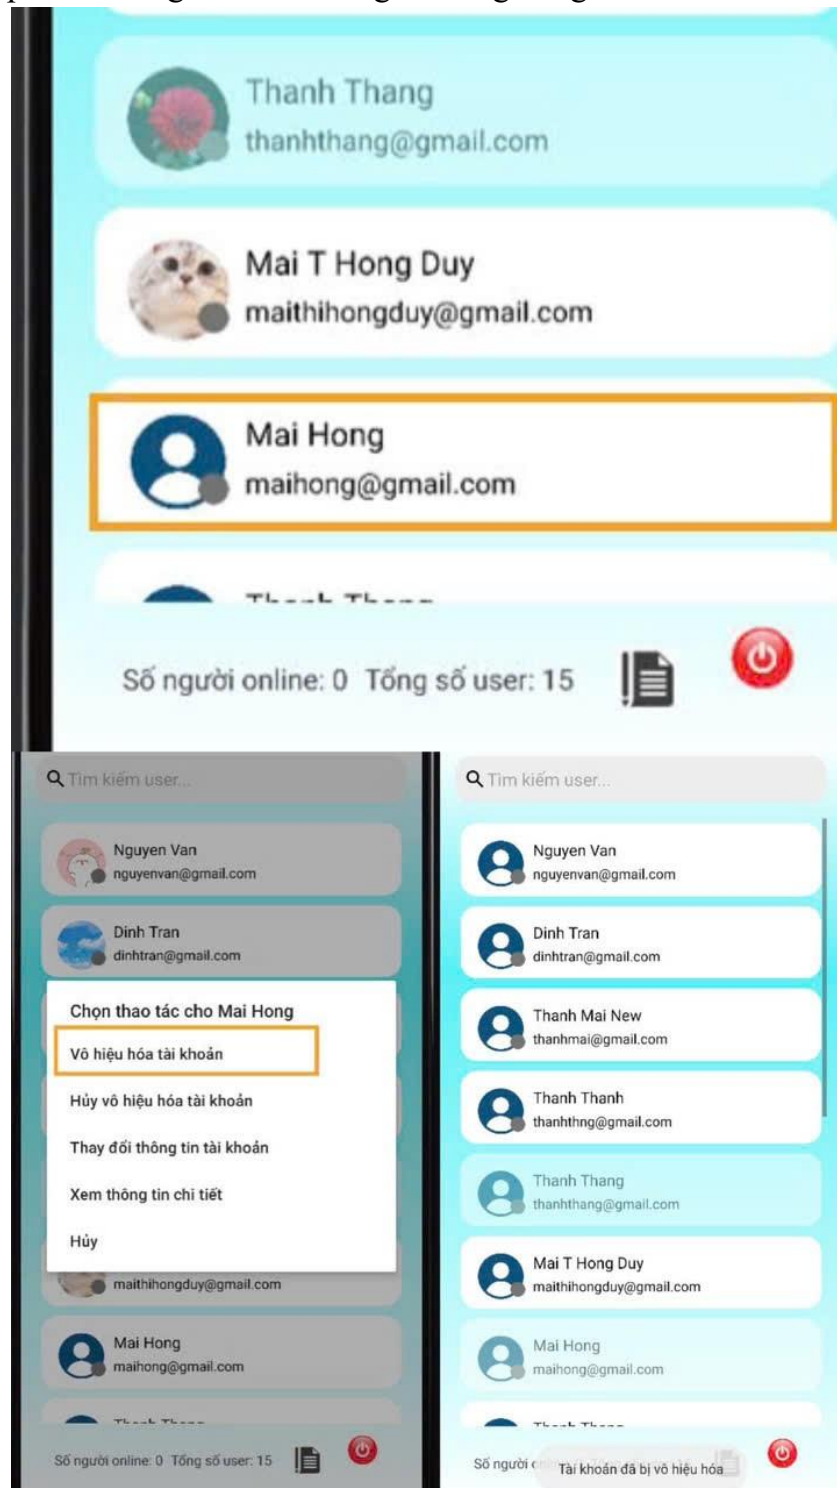 Thanh Thang
thanhthang@gmail.com
Mai T Hong Duy
maithihongduy@gmail.com
Mai Hong
maihong@gmail.com
Số người online: 0 Tổng số user: 15
Tìm kiếm user...
Nguyen Van
nguyenvan@gmail.com
Dinh Tran
dinhtran@gmail.com
Chọn thao tác cho Mai Hong
Vô hiệu hóa tài khoản
Hủy vô hiệu hóa tài khoản
Thay đổi thông tin tài khoản
Xem thông tin chi tiết
Hủy
maithihongduy@gmail.com
Mai Hong
maihong@gmail.com
Số người online: 0 Tổng số user: 15
Tìm kiếm user...
Nguyen Van
nguyenvan@gmail.com
Dinh Tran
dinhtran@gmail.com
Thanh Mai New
thanhmai@gmail.com
Thanh Thanh
thanhthng@gmail.com
Thanh Thang
thanhthang@gmail.com
Mai T Hong Duy
maithihongduy@gmail.com
Mai Hong
maihong@gmail.com
Số người
Tài khoản đã bị vô hiệu hóa